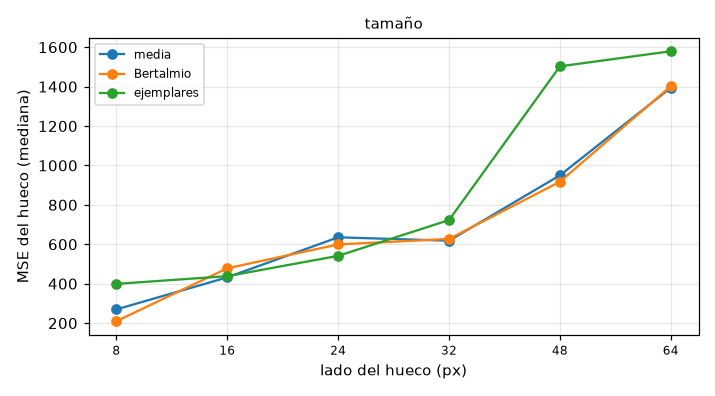 tamaño
1600
1400
1200
1000
800
600
400
200
MSE del hueco (mediana)
media
Bertalmio
ejemplares
8 16 24 32 48 64
lado del hueco (px)